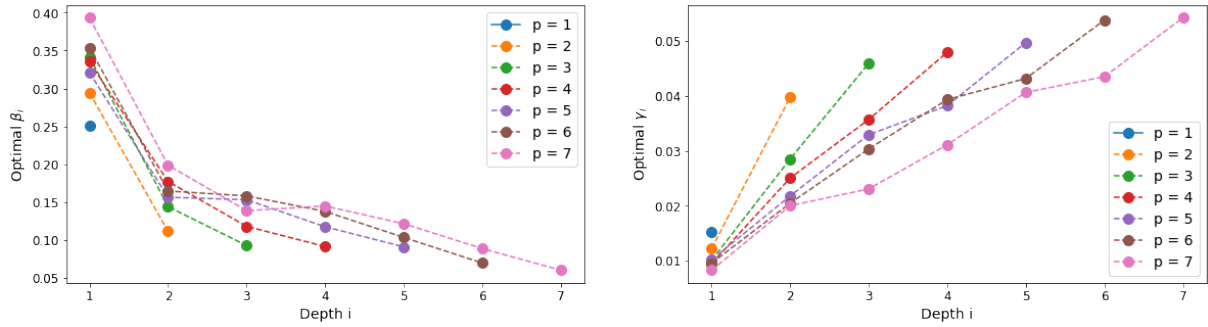 0.40
0.35
0.30
0.25
0.20
0.15
0.10
0.05
Optimal βᵢ
1 2 3 4 5 6 7
Depth i
p = 1
p = 2
p = 3
p = 4
p = 5
p = 6
p = 7
0.05
0.04
0.03
0.02
0.01
Optimal γᵢ
1 2 3 4 5 6 7
Depth i
p = 1
p = 2
p = 3
p = 4
p = 5
p = 6
p = 7